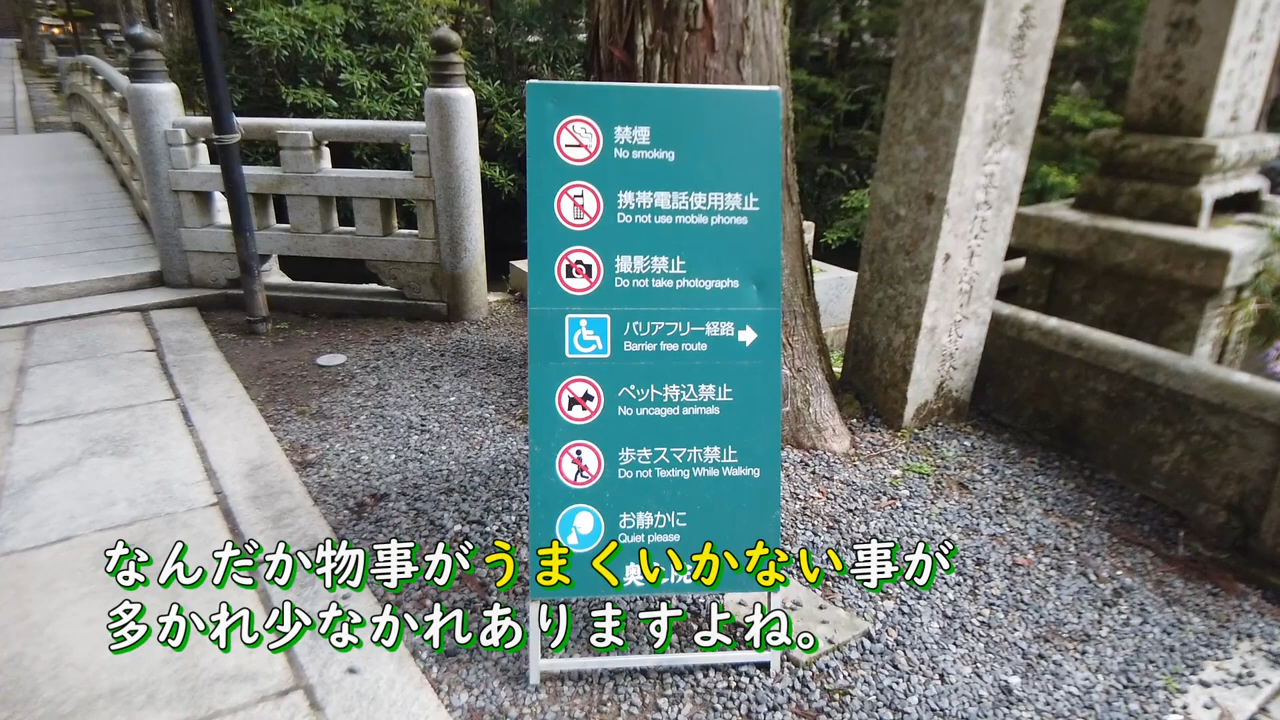 禁煙
No smoking
携帯電話使用禁止
Do not use mobile phones
撮影禁止
Do not take photographs
バリアフリー経路
Barrier free route
ペット持込禁止
No uncaged animals
歩きスマホ禁止
Do not Texting While Walking
お静かに
Quiet please
なんだか物事がうまくいかない事が
多かれ少なかれありますよね。